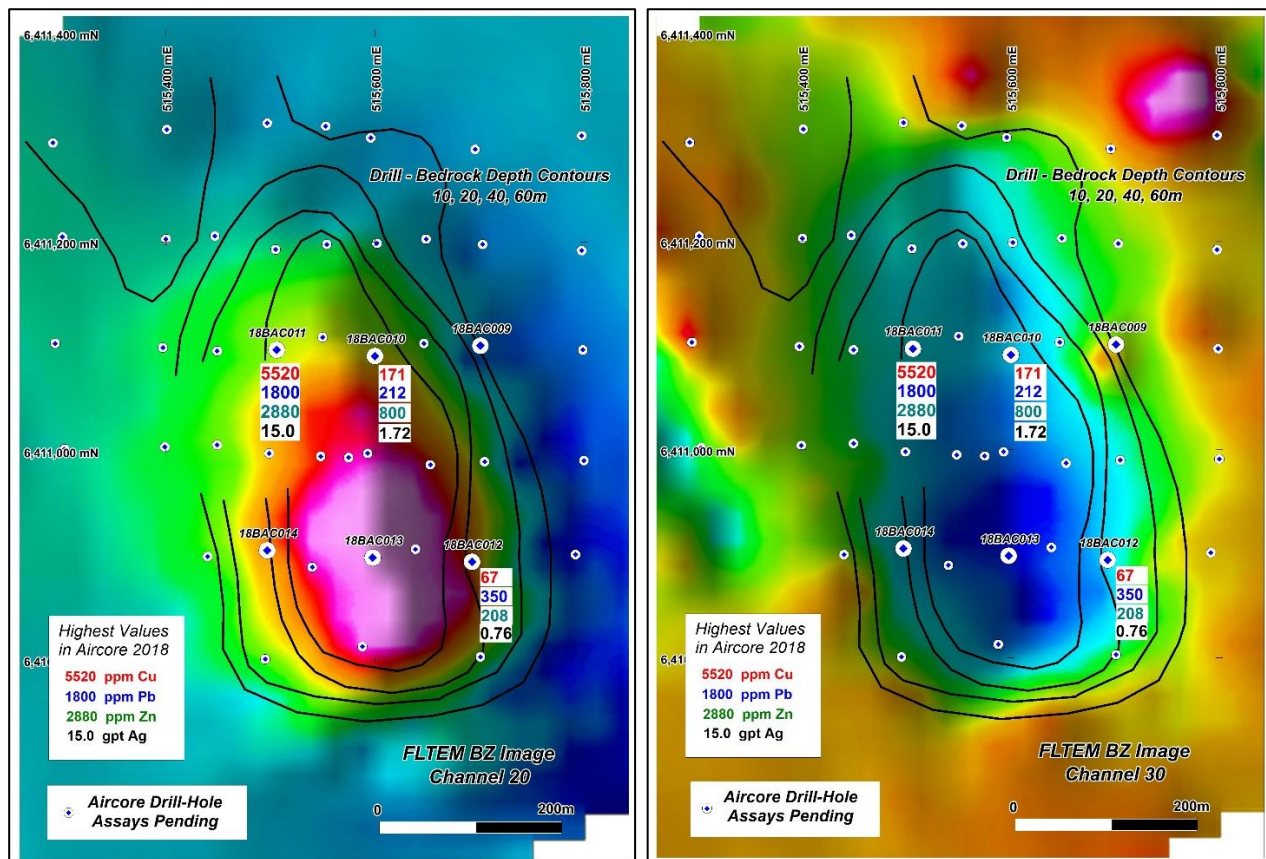 6,411,400 mN
515,400 mE
515,600 mE
515,800 mE
Drill - Bedrock Depth Contours
10, 20, 40, 60m
6,411,200 mN
18BAC011
18BAC010
18BAC009
5520
1800
2880
15.0
171
212
800
1.72
6,411,000 mN
18BAC014
18BAC013
18BAC012
67
350
208
0.76
Highest Values
in Aircore 2018
5520 ppm Cu
1800 ppm Pb
2880 ppm Zn
15.0 gpt Ag
6,410
FLTEM BZ Image
Channel 20
Aircore Drill-Hole
Assays Pending
0
200m
6,411,400 mN
515,400 mE
515,600 mE
515,800 mE
Drill - Bedrock Depth Contours
10, 20, 40, 60m
6,411,200 mN
18BAC011
18BAC010
18BAC009
5520
1800
2880
15.0
171
212
800
1.72
6,411,000 mN
18BAC014
18BAC013
18BAC012
67
350
208
0.76
Highest Values
in Aircore 2018
5520 ppm Cu
1800 ppm Pb
2880 ppm Zn
15.0 gpt Ag
6,410
FLTEM BZ Image
Channel 30
Aircore Drill-Hole
Assays Pending
0
200m